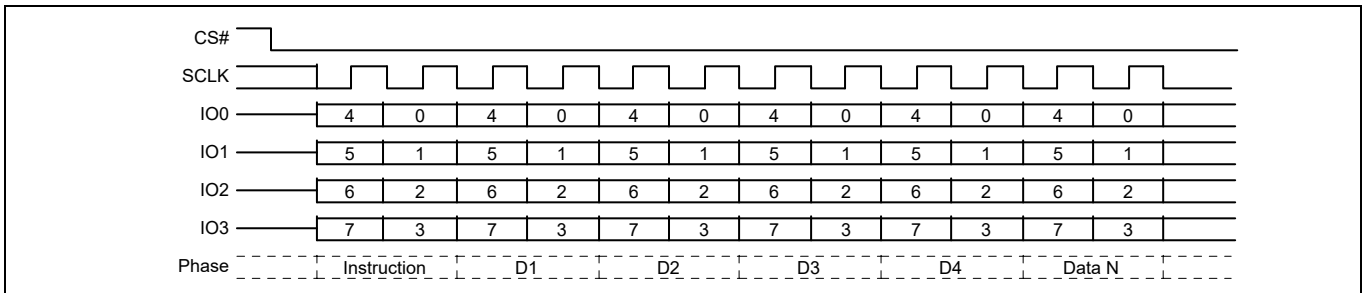 CS#
SCLK
IO0 4 0 4 0 4 0 4 0 4 0 4 0
IO1 5 1 5 1 5 1 5 1 5 1 5 1
IO2 6 2 6 2 6 2 6 2 6 2 6 2
IO3 7 3 7 3 7 3 7 3 7 3 7 3
Phase Instruction D1 D2 D3 D4 Data N